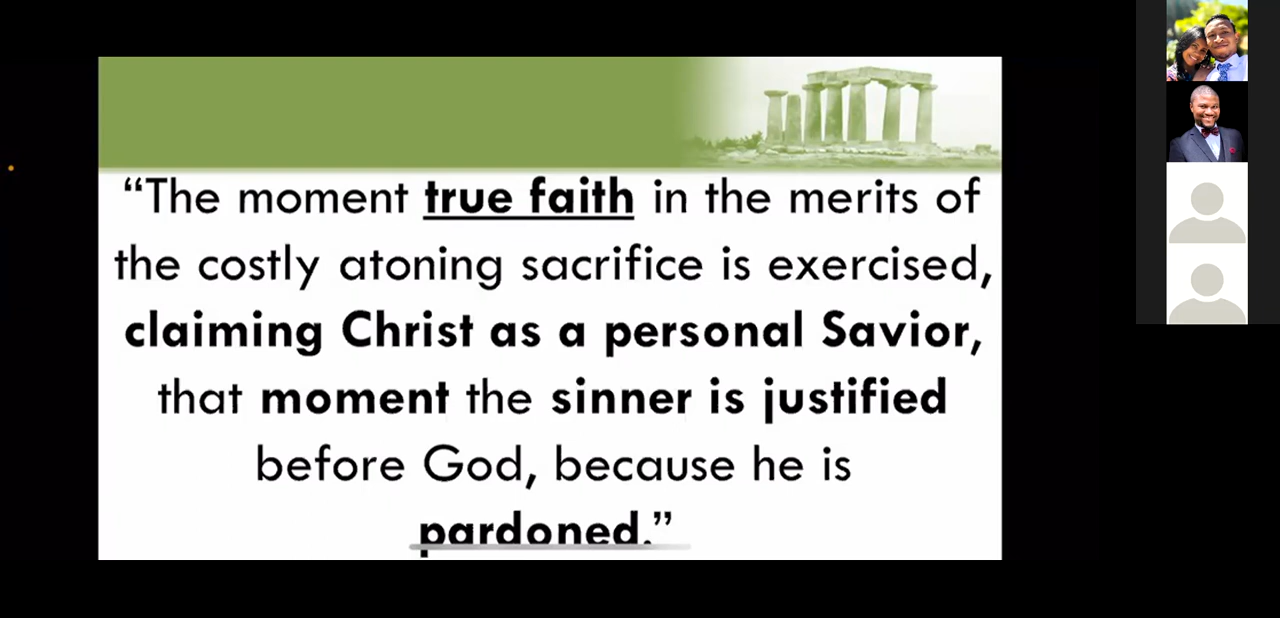 “The moment true faith in the merits of
the costly atoning sacrifice is exercised,
claiming Christ as a personal Savior,
that moment the sinner is justified
before God, because he is
pardoned.”